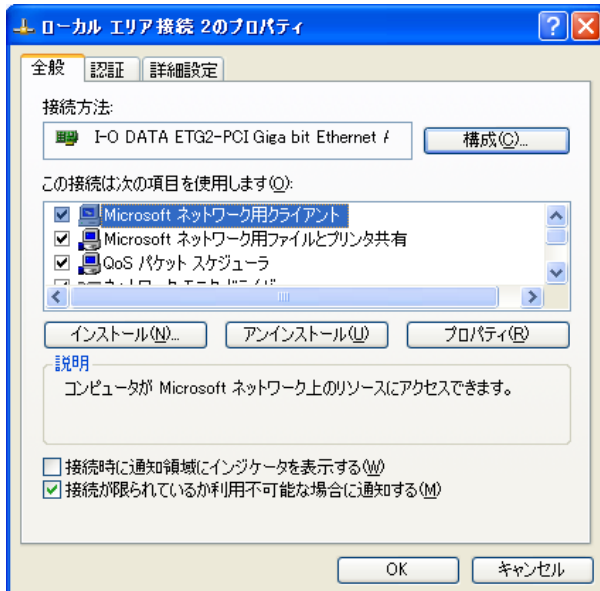 ローカル エリア接続 2のプロパティ
全般 認証 詳細設定
接続方法:
I-O DATA ETG2-PCI Giga bit Ethernet
構成(C)...
この接続は次の項目を使用します(O):
Microsoft ネットワーク用クライアント
Microsoft ネットワーク用ファイルとプリンタ共有
QoS パケット スケジューラ
インストール(N)... アンインストール(U) プロパティ(R)
説明
コンピュータが Microsoft ネットワーク上のリソースにアクセスできます。
接続時に通知領域にインジケータを表示する(W)
接続が限られているか利用不可能な場合に通知する(M)
OK キャンセル